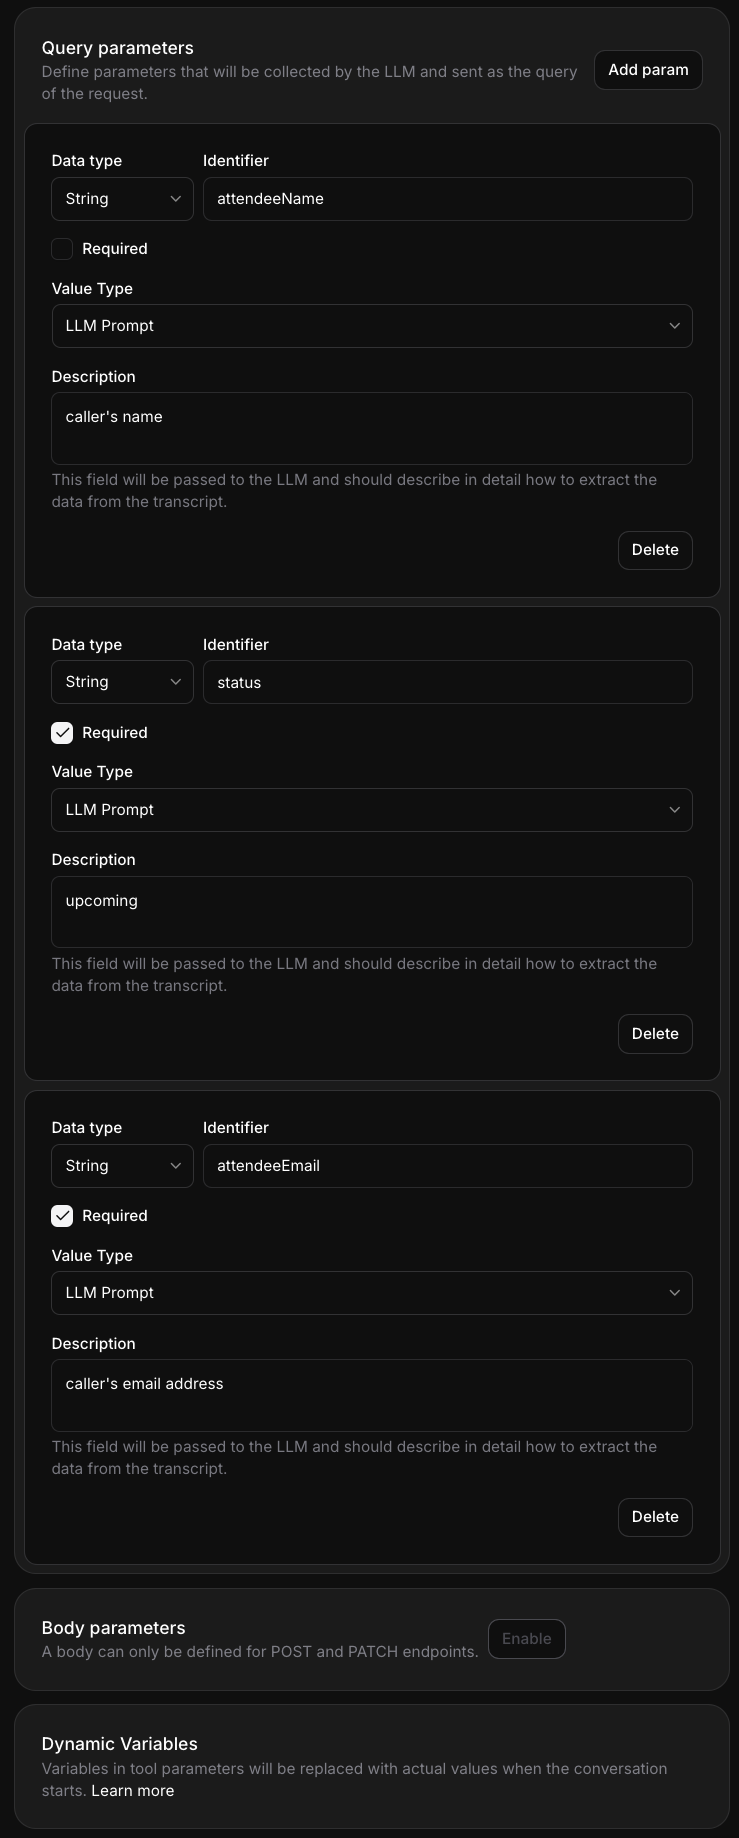 Query parameters
Define parameters that will be collected by the LLM and sent as the query
of the request.
Add param
Data type
Identifier
String
attendeeName
Required
Value Type
LLM Prompt
Description
caller's name
This field will be passed to the LLM and should describe in detail how to extract the
data from the transcript.
Delete
Data type
Identifier
String
status
Required
Value Type
LLM Prompt
Description
upcoming
This field will be passed to the LLM and should describe in detail how to extract the
data from the transcript.
Delete
Data type
Identifier
String
attendeeEmail
Required
Value Type
LLM Prompt
Description
caller's email address
This field will be passed to the LLM and should describe in detail how to extract the
data from the transcript.
Delete
Body parameters
A body can only be defined for POST and PATCH endpoints.
Enable
Dynamic Variables
Variables in tool parameters will be replaced with actual values when the conversation
starts. Learn more